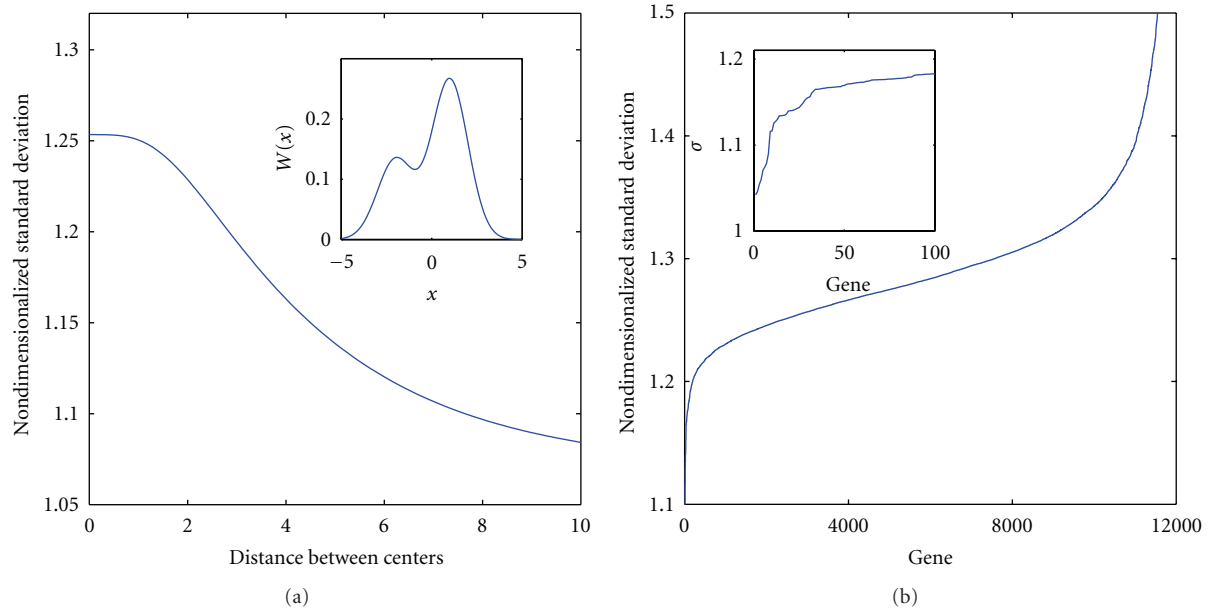 1.3
1.25
1.2
1.15
1.1
1.05
Nondimensionalized standard deviation
0 2 4 6 8 10
Distance between centers
0.2
0.1
0
W(x)
−5 0 5
x
(a)
1.5
1.4
1.3
1.2
1.1
Nondimensionalized standard deviation
0 4000 8000 12000
Gene
1.2
1.1
1
σ
0 50 100
Gene
(b)